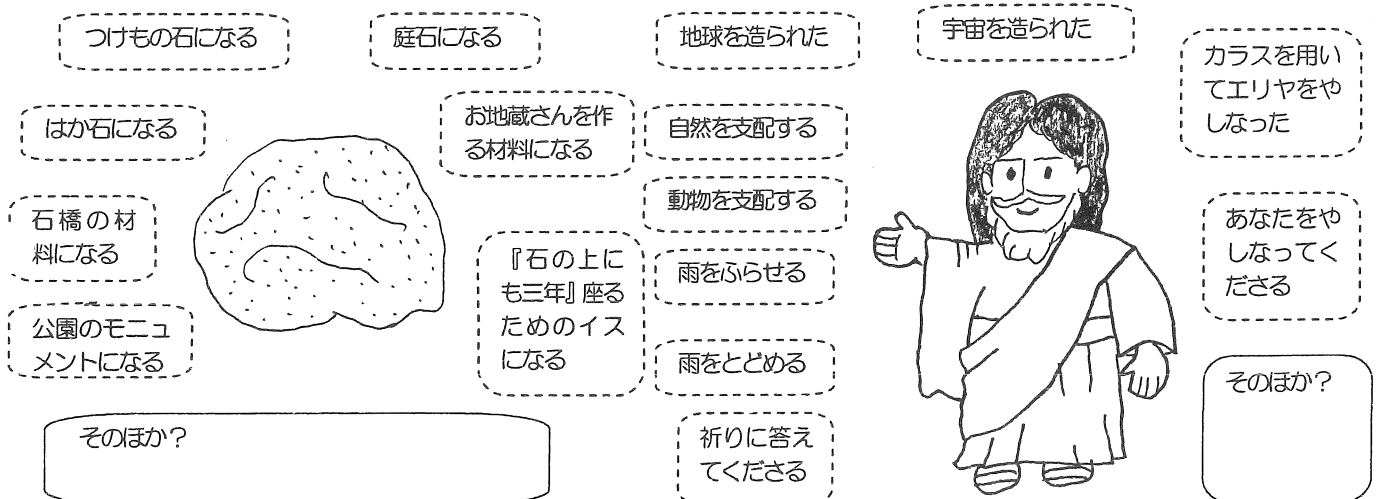 つけもの石になる
庭石になる
はか石になる
お地蔵さんを作
る材料になる
石橋の材
料になる
『石の上に
も三年』座る
ためのイス
になる
公園のモニュ
メントになる
そのほか？
地球を造られた
宇宙を造られた
カラスを用い
てエリヤをや
しなった
自然を支配する
動物を支配する
あなたをや
しなってく
ださる
雨をふらせる
雨をとどめる
祈りに答え
てくださる
そのほか？